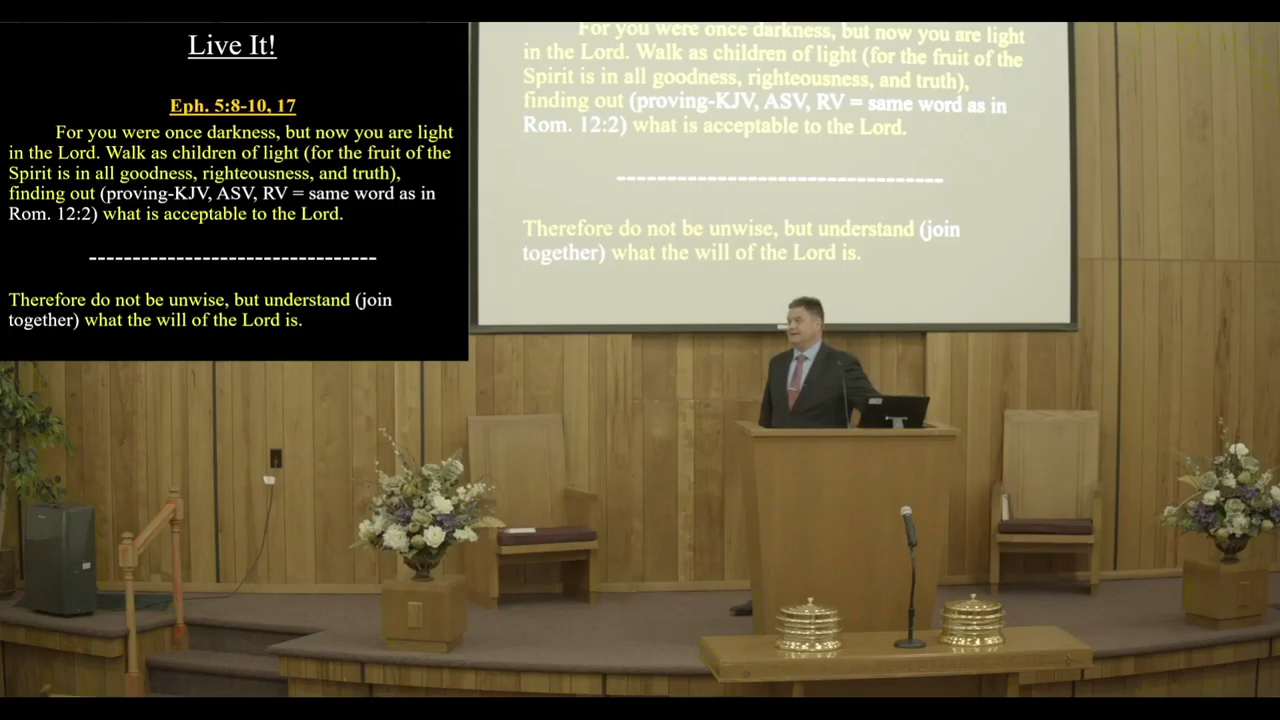 Live It!
Eph. 5:8-10, 17
For you were once darkness, but now you are light
in the Lord. Walk as children of light (for the fruit of the
Spirit is in all goodness, righteousness, and truth),
finding out (proving-KJV, ASV, RV = same word as in
Rom. 12:2) what is acceptable to the Lord.
--------------------------------
Therefore do not be unwise, but understand (join
together) what the will of the Lord is.
For you were once darkness, but now you are light
in the Lord. Walk as children of light (for the fruit of the
Spirit is in all goodness, righteousness, and truth),
finding out (proving-KJV, ASV, RV = same word as in
Rom. 12:2) what is acceptable to the Lord.
--------------------------------
Therefore do not be unwise, but understand (join
together) what the will of the Lord is.